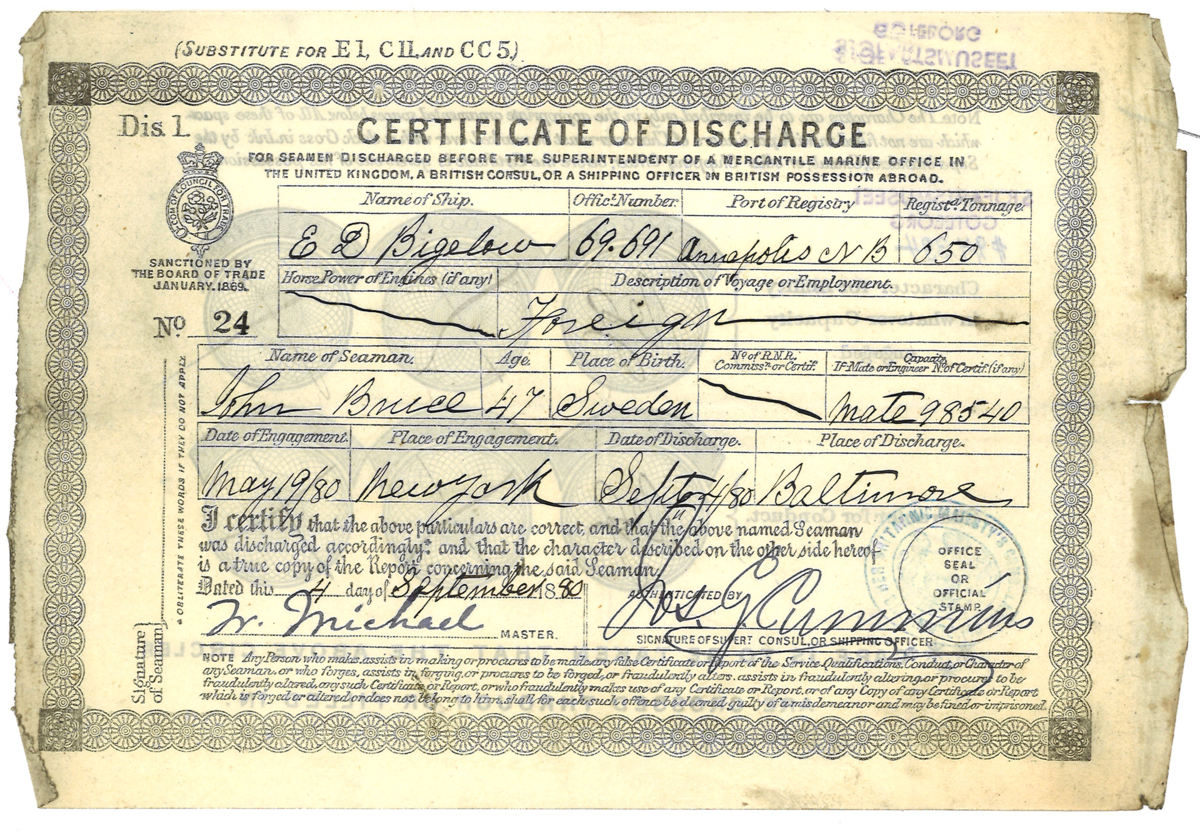 (SUBSTITUTE FOR E 1, C 11, AND CC 5)
Dis. 1.
CERTIFICATE OF DISCHARGE
FOR SEAMEN DISCHARGED BEFORE THE SUPERINTENDENT OF A MERCANTILE MARINE OFFICE IN
THE UNITED KINGDOM, A BRITISH CONSUL, OR A SHIPPING OFFICER IN BRITISH POSSESSION ABROAD.
SANCTIONED BY
THE BOARD OF TRADE
JANUARY. 1869.
No 24
Name of Ship. Offic.l Number. Port of Registry Regist.d Tonnage.
E D Bigelow 69.691 Annapolis N B 650
Horse Power of Engines (if any) Description of Voyage or Employment.
Foreign
Name of Seaman. Age. Place of Birth. No of R.N.R. Commiss.n or Certif. Capacity If Mate or Engineer No of Certif. (if any)
John Bruce 47 Sweden Mate 98540
Date of Engagement. Place of Engagement. Date of Discharge. Place of Discharge.
May 19/80 New York Septer 4/80 Baltimore
I certify that the above particulars are correct, and that the above named Seaman
was discharged accordingly* and that the character described on the other side hereof
is a true copy of the Report concerning the said Seaman
Dated this 4 day of September 1880
AUTHENTICATED BY
W. Michael MASTER.
Jos. G. Cummins
SIGNATURE OF SUPERT CONSUL, OR SHIPPING OFFICER
OFFICE
SEAL
OR
OFFICIAL
STAMP
* OBLITERATE THESE WORDS IF THEY DO NOT APPLY.
Signature
of Seaman
NOTE Any Person who makes, assists in making or procures to be made, any false Certificate or Report of the Service, Qualifications, Conduct, or Character of
any Seaman, or who forges, assists in forging, or procures to be forged, or fraudulently alters, assists in fraudulently altering, or procures to be
fraudulently altered, any such Certificate or Report, or who fraudulently makes use of any Certificate or Report, or of any Copy of any Certificate or Report
which is forged or altered, or does not belong to him, shall for each such offence be deemed guilty of a misdemeanor and may be fined or imprisoned.